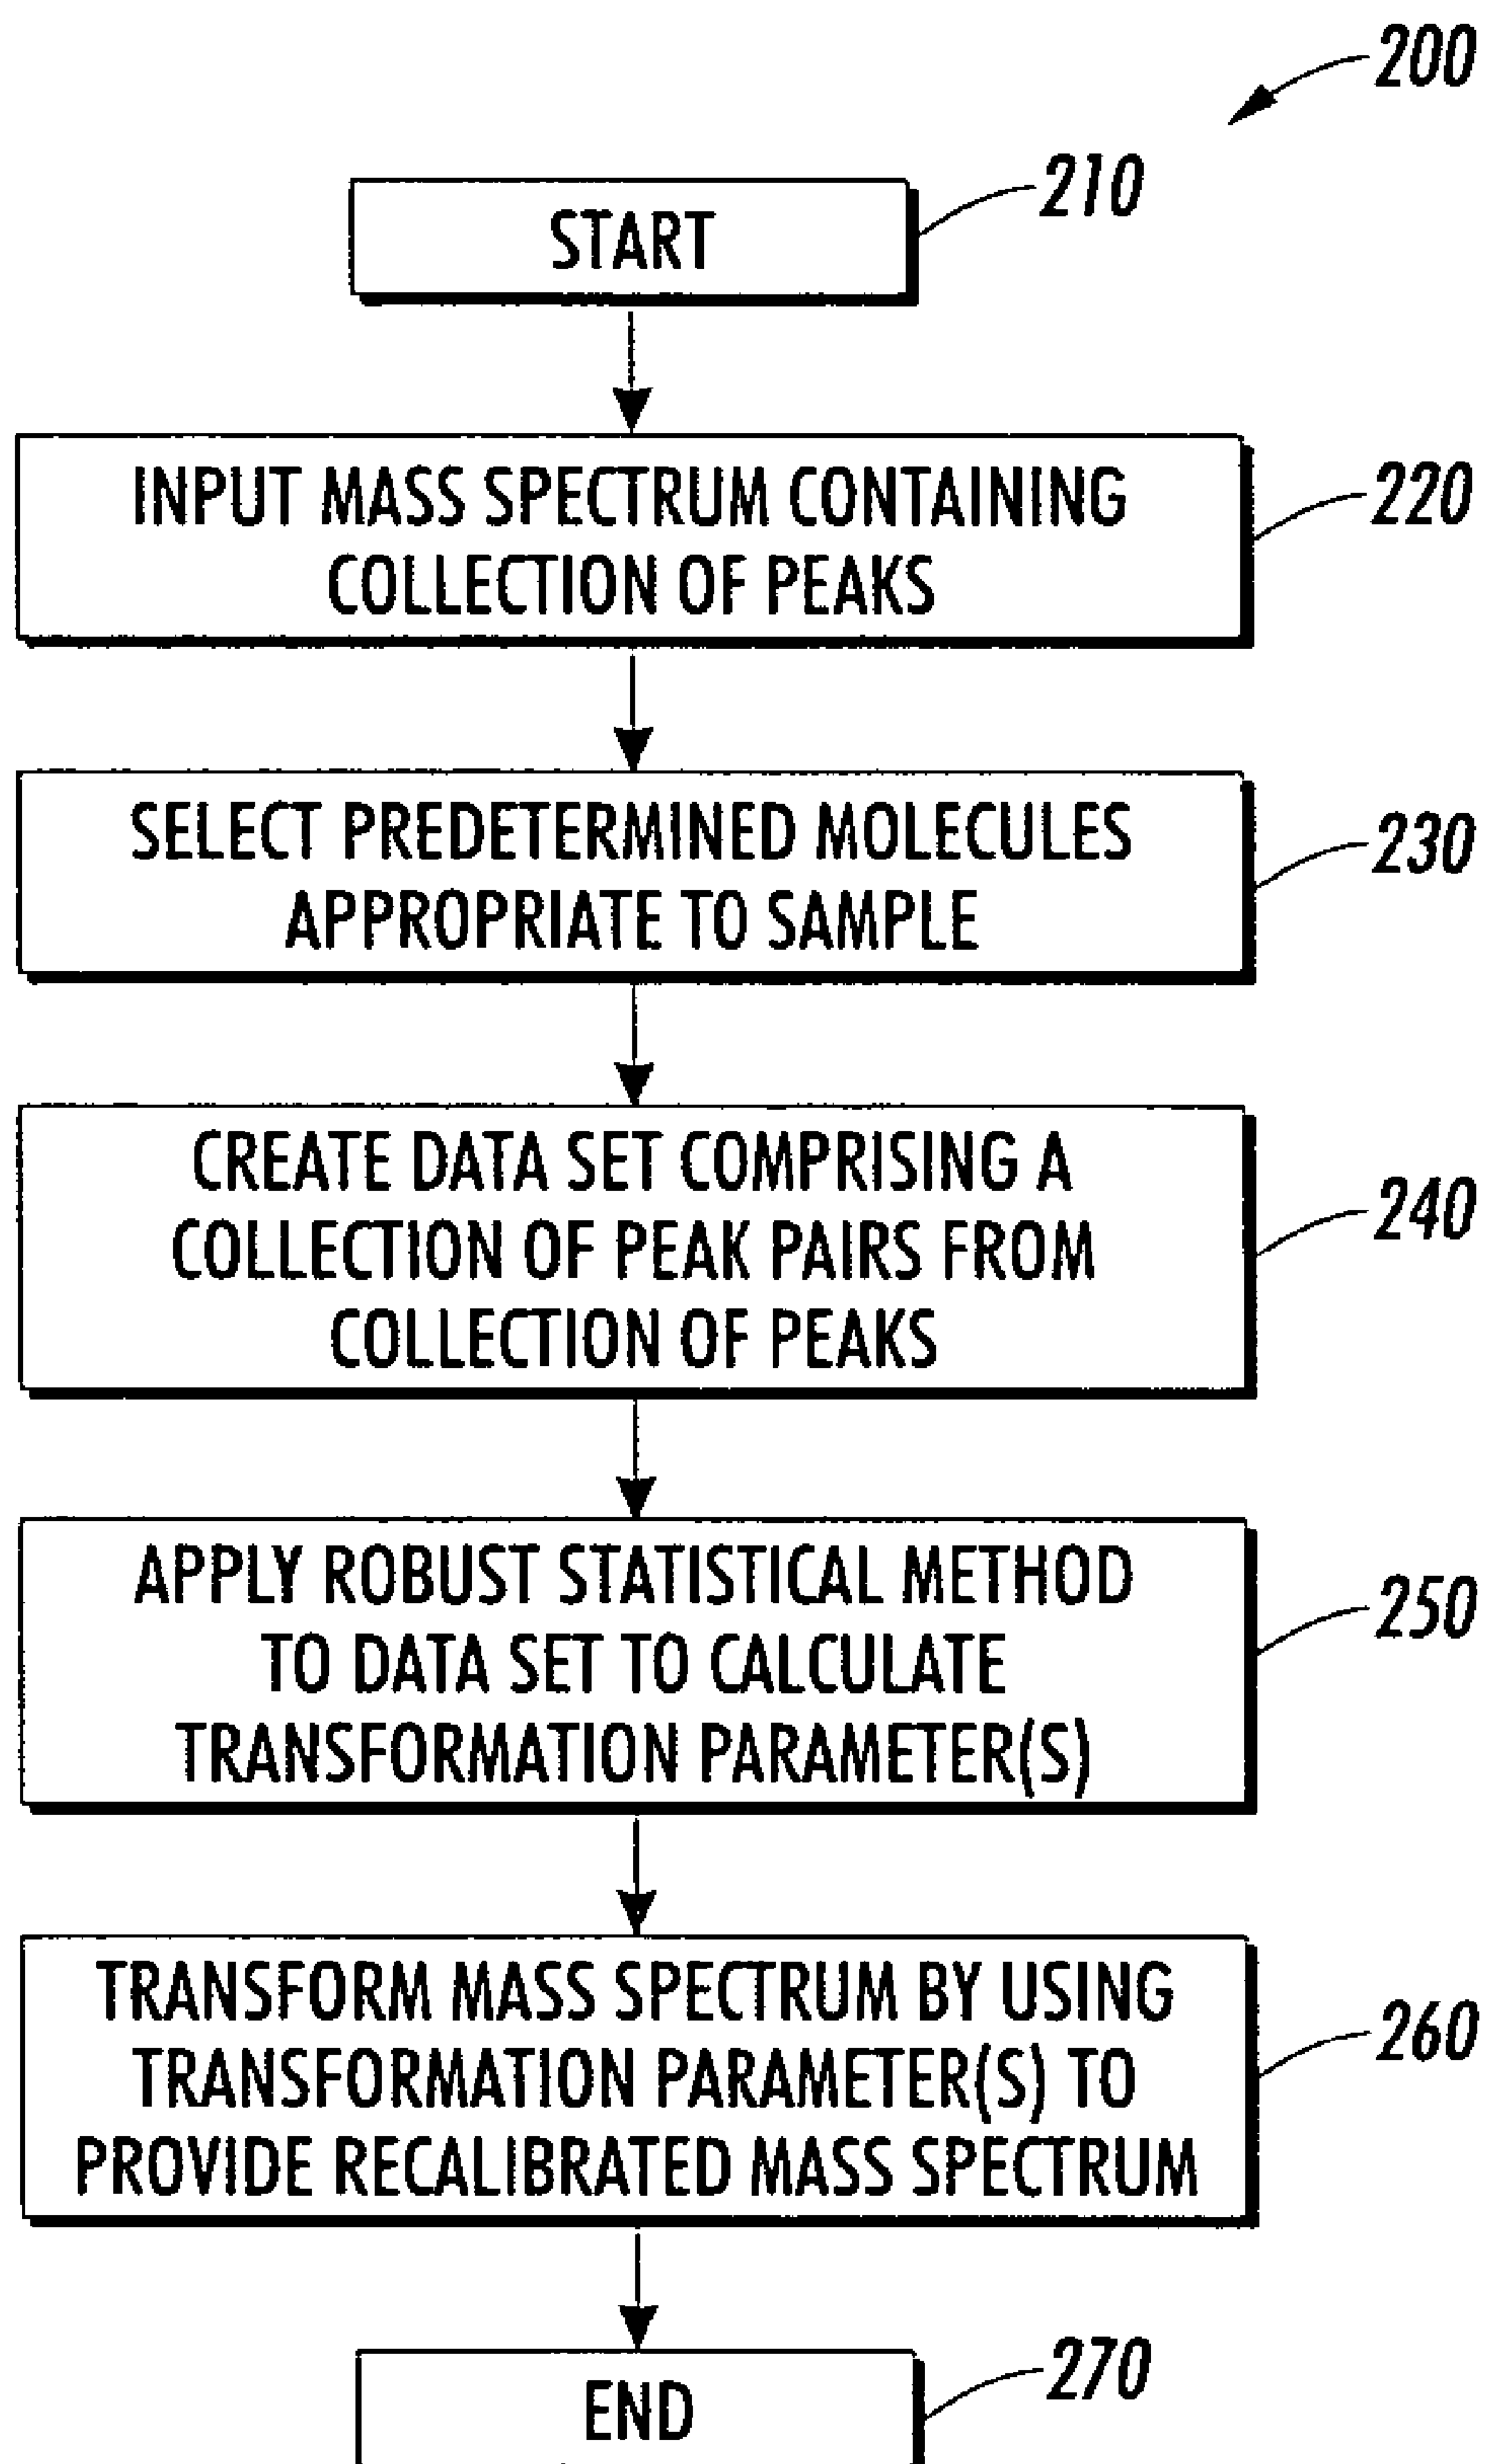 200
START
210
INPUT MASS SPECTRUM CONTAINING
COLLECTION OF PEAKS
220
SELECT PREDETERMINED MOLECULES
APPROPRIATE TO SAMPLE
230
CREATE DATA SET COMPRISING A
COLLECTION OF PEAK PAIRS FROM
COLLECTION OF PEAKS
240
APPLY ROBUST STATISTICAL METHOD
TO DATA SET TO CALCULATE
TRANSFORMATION PARAMETER(S)
250
TRANSFORM MASS SPECTRUM BY USING
TRANSFORMATION PARAMETER(S) TO
PROVIDE RECALIBRATED MASS SPECTRUM
260
END
270